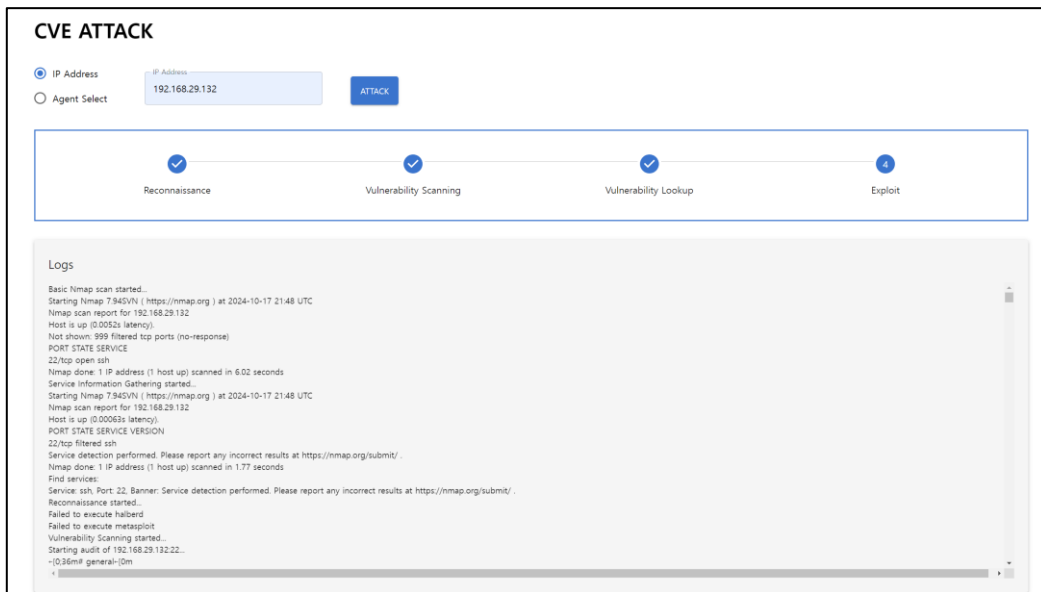 CVE ATTACK
IP Address
Agent Select
IP Address
192.168.29.132
ATTACK
4
Reconnaissance
Vulnerability Scanning
Vulnerability Lookup
Exploit
Logs
Basic Nmap scan started...
Starting Nmap 7.94SVN ( https://nmap.org ) at 2024-10-17 21:48 UTC
Nmap scan report for 192.168.29.132
Host is up (0.0052s latency).
Not shown: 999 filtered tcp ports (no-response)
PORT STATE SERVICE
22/tcp open ssh
Nmap done: 1 IP address (1 host up) scanned in 6.02 seconds
Service Information Gathering started...
Starting Nmap 7.94SVN ( https://nmap.org ) at 2024-10-17 21:48 UTC
Nmap scan report for 192.168.29.132
Host is up (0.00063s latency).
PORT STATE SERVICE VERSION
22/tcp filtered ssh
Service detection performed. Please report any incorrect results at https://nmap.org/submit/ .
Nmap done: 1 IP address (1 host up) scanned in 1.77 seconds
Find services:
Service: ssh, Port: 22, Banner: Service detection performed. Please report any incorrect results at https://nmap.org/submit/ .
Reconnaissance started...
Failed to execute halberd
Failed to execute metasploit
Vulnerability Scanning started...
Starting audit of 192.168.29.132:22...
~[0;36m# general~[0m